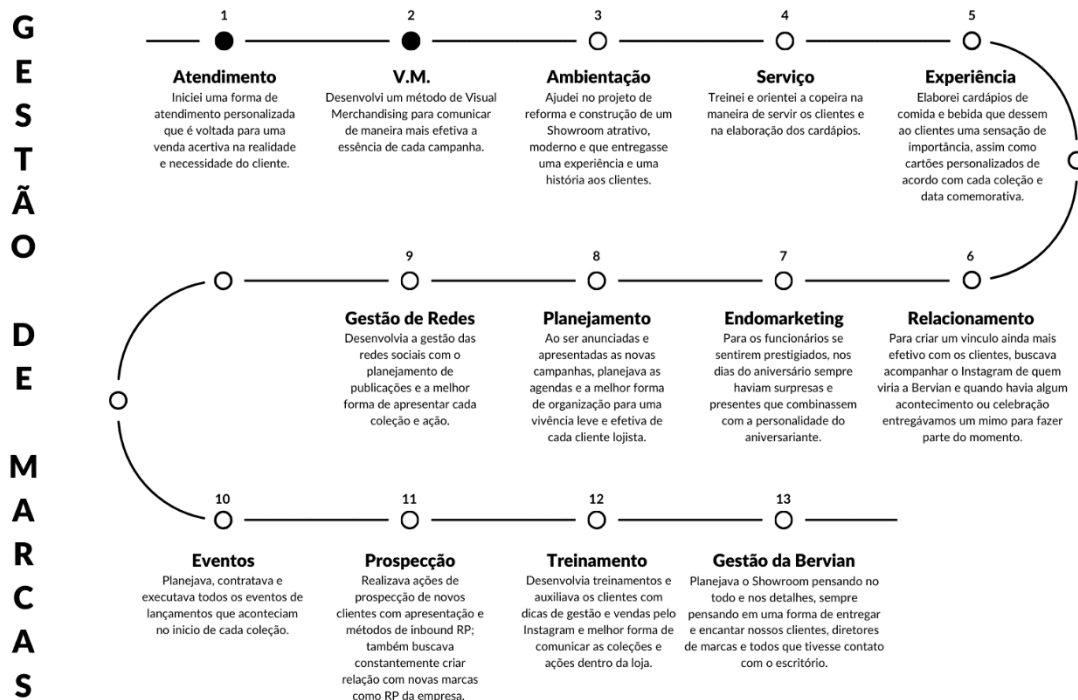 GESTÃO DE MARCAS
1
Atendimento
Iniciei uma forma de
atendimento personalizada
que é voltada para uma
venda acertiva na realidade
e necessidade do cliente.
2
V.M.
Desenvolvi um método de Visual
Merchandising para comunicar
de maneira mais efetiva a
essência de cada campanha.
3
Ambientação
Ajudei no projeto de
reforma e construção de um
Showroom atrativo,
moderno e que entregasse
uma experiência e uma
história aos clientes.
4
Serviço
Treinei e orientei a copeira na
maneira de servir os clientes e
na elaboração dos cardápios.
5
Experiência
Elaborei cardápios de
comida e bebida que dessem
ao clientes uma sensação de
importância, assim como
cartões personalizados de
acordo com cada coleção e
data comemorativa.
6
Relacionamento
Para criar um vinculo ainda mais
efetivo com os clientes, buscava
acompanhar o Instagram de quem
viria a Bervian e quando havia algum
acontecimento ou celebração
entregávamos um mimo para fazer
parte do momento.
7
Endomarketing
Para os funcionários se
sentirem prestigiados, nos
dias do aniversário sempre
haviam surpresas e
presentes que combinassem
com a personalidade do
aniversariante.
8
Planejamento
Ao ser anunciadas e
apresentadas as novas
campanhas, planejava as
agendas e a melhor forma
de organização para uma
vivência leve e efetiva de
cada cliente lojista.
9
Gestão de Redes
Desenvolvia a gestão das
redes sociais com o
planejamento de
publicações e a melhor
forma de apresentar cada
coleção e ação.
10
Eventos
Planejava, contratava e
executava todos os eventos de
lançamentos que aconteciam
no inicio de cada coleção.
11
Prospecção
Realizava ações de
prospecção de novos
clientes com apresentação e
métodos de inbound RP;
também buscava
constantemente criar
relação com novas marcas
como RP da empresa.
12
Treinamento
Desenvolvia treinamentos e
auxiliava os clientes com
dicas de gestão e vendas pelo
Instagram e melhor forma de
comunicar as coleções e
ações dentro da loja.
13
Gestão da Bervian
Planejava o Showroom pensando no
todo e nos detalhes, sempre
pensando em uma forma de entregar
e encantar nossos clientes, diretores
de marcas e todos que tivesse contato
com o escritório.